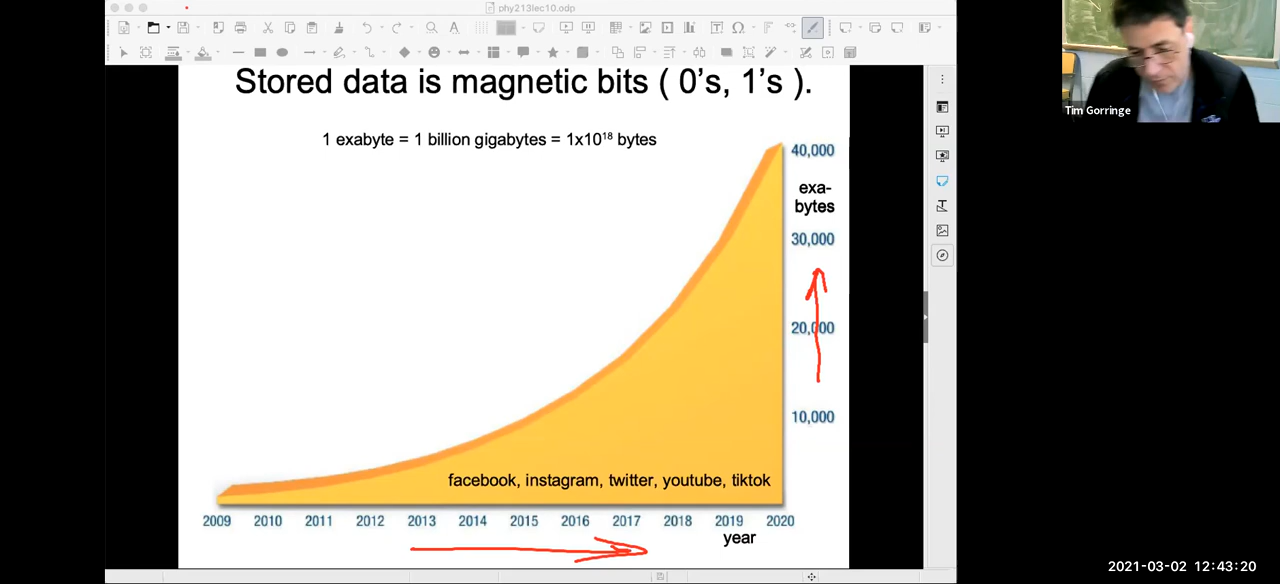 phy213lec10.odp
Stored data is magnetic bits ( 0's, 1's ).
1 exabyte = 1 billion gigabytes = 1x10¹⁸ bytes
40,000
exa-
bytes
30,000
20,000
10,000
facebook, instagram, twitter, youtube, tiktok
2009 2010 2011 2012 2013 2014 2015 2016 2017 2018 2019 2020
year
Tim Gorringe
2021-03-02 12:43:20